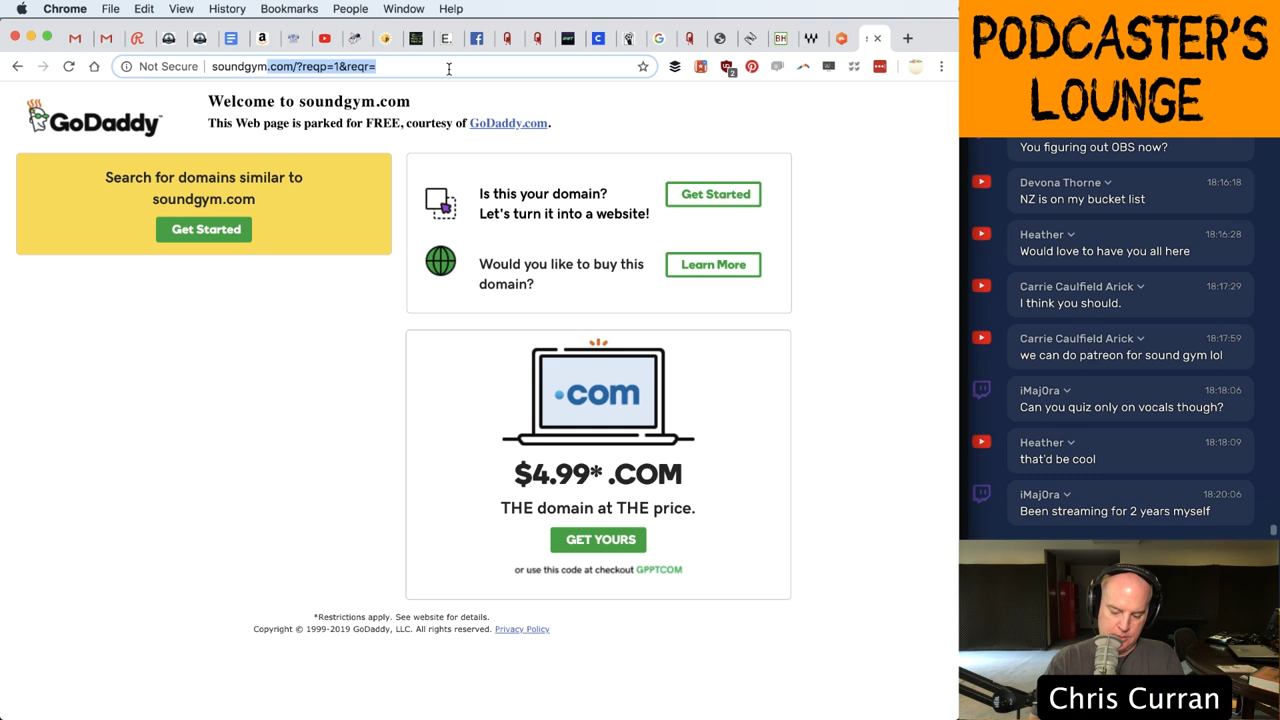 Chrome File Edit View History Bookmarks People Window Help
Not Secure soundgym.com/?reqp=1&reqr=
2
GoDaddy
Welcome to soundgym.com
This Web page is parked for FREE, courtesy of GoDaddy.com.
Search for domains similar to
soundgym.com
Get Started
Is this your domain?
Let's turn it into a website!
Get Started
Would you like to buy this
domain?
Learn More
.com
$4.99* .COM
THE domain at THE price.
GET YOURS
or use this code at checkout GPPTCOM
*Restrictions apply. See website for details.
Copyright © 1999-2019 GoDaddy, LLC. All rights reserved. Privacy Policy
PODCASTER'S
LOUNGE
You figuring out OBS now?
Devona Thorne 18:16:18
NZ is on my bucket list
Heather 18:16:28
Would love to have you all here
Carrie Caulfield Arick 18:17:29
I think you should.
Carrie Caulfield Arick 18:17:59
we can do patreon for sound gym lol
iMaj0ra 18:18:06
Can you quiz only on vocals though?
Heather 18:18:09
that'd be cool
iMaj0ra 18:20:06
Been streaming for 2 years myself
Chris Curran